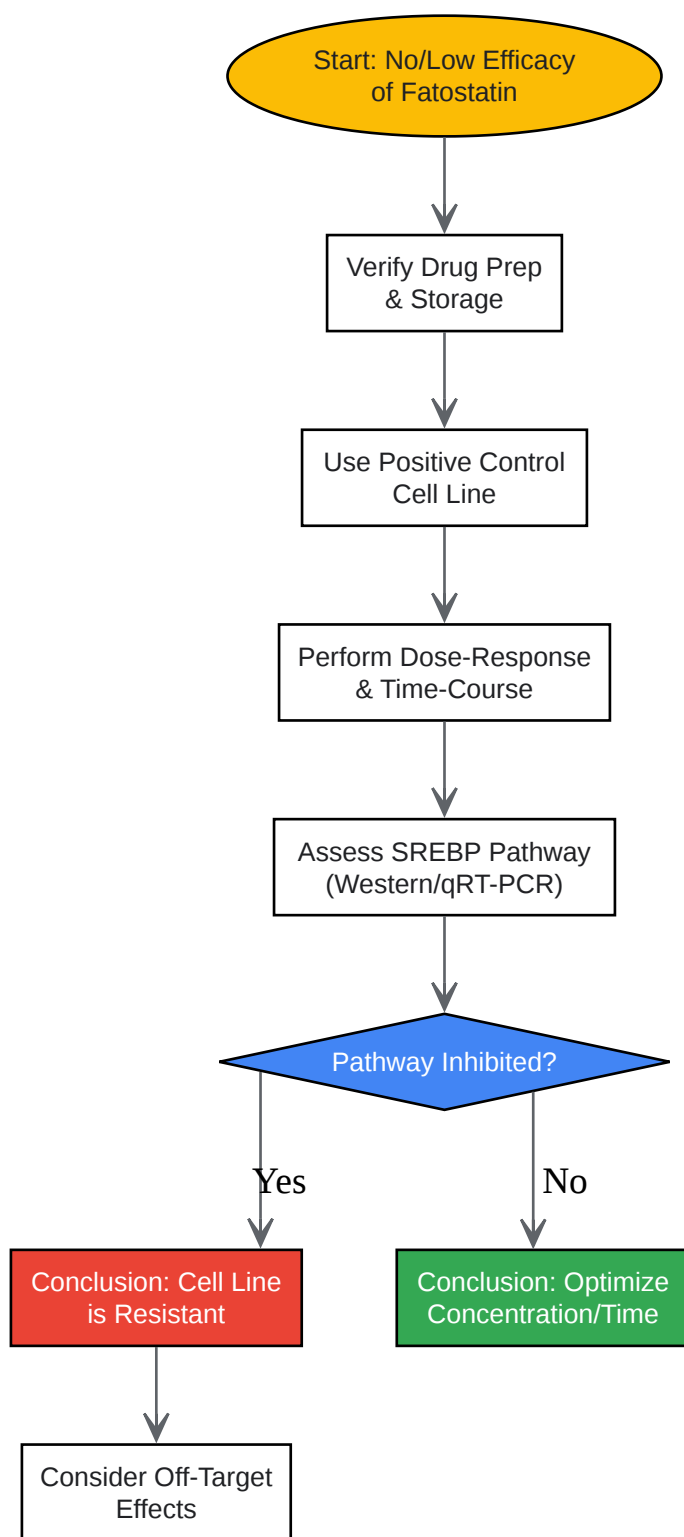 Start: No/Low Efficacy
of Fatostatin
Verify Drug Prep
& Storage
Use Positive Control
Cell Line
Perform Dose-Response
& Time-Course
Assess SREBP Pathway
(Western/qRT-PCR)
Pathway Inhibited?
Yes
No
Conclusion: Cell Line
is Resistant
Conclusion: Optimize
Concentration/Time
Consider Off-Target
Effects